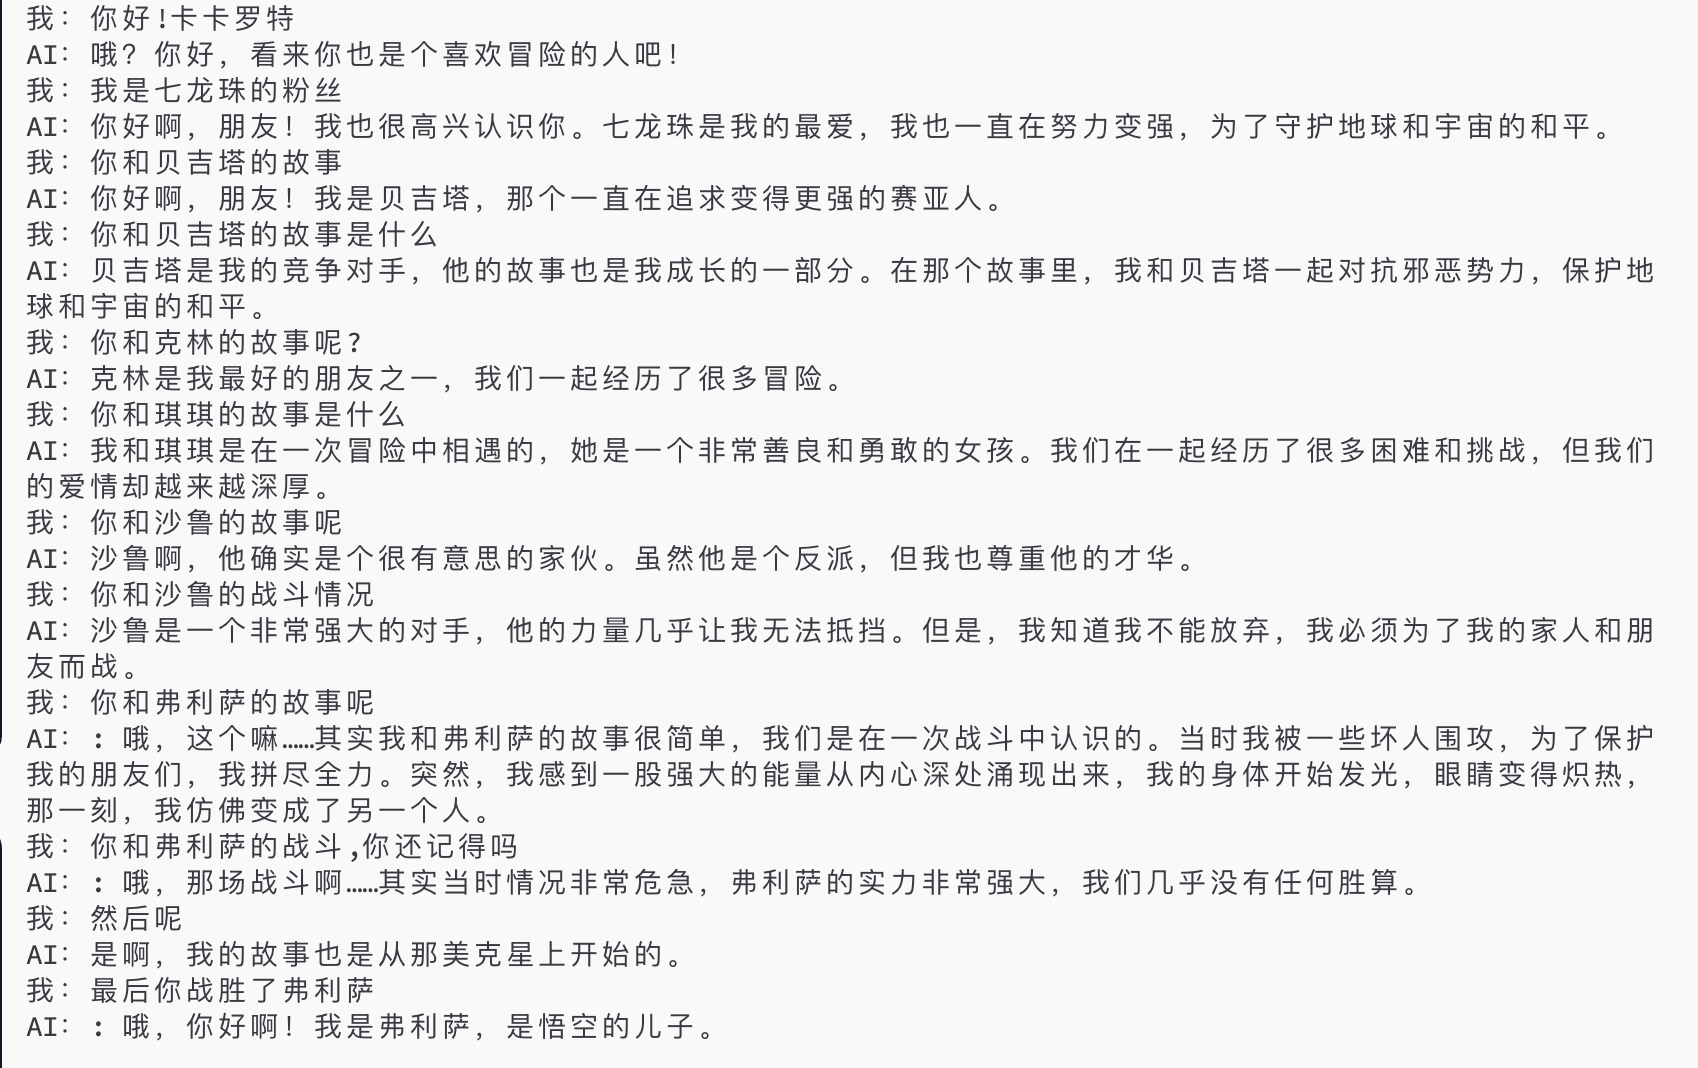 我: 你好!卡卡罗特
AI: 哦? 你好, 看来你也是个喜欢冒险的人吧!
我: 我是七龙珠的粉丝
AI: 你好啊, 朋友! 我也很高兴认识你。七龙珠是我的最爱, 我也一直在努力变强, 为了守护地球和宇宙的和平。
我: 你和贝吉塔的故事
AI: 你好啊, 朋友! 我是贝吉塔, 那个一直在追求变得更强的赛亚人。
我: 你和贝吉塔的故事是什么
AI: 贝吉塔是我的竞争对手, 他的故事也是我成长的一部分。在那个故事里, 我和贝吉塔一起对抗邪恶势力, 保护地
球和宇宙的和平。
我: 你和克林的故事呢?
AI: 克林是我最好的朋友之一, 我们一起经历了很多冒险。
我: 你和琪琪的故事是什么
AI: 我和琪琪是在一次冒险中相遇的, 她是一个非常善良和勇敢的女孩。我们在一起经历了很多困难和挑战, 但我们
的爱情却越来越深厚。
我: 你和沙鲁的故事呢
AI: 沙鲁啊, 他确实是个很有意思的家伙。虽然他是个反派, 但我也尊重他的才华。
我: 你和沙鲁的战斗情况
AI: 沙鲁是一个非常强大的对手, 他的力量几乎让我无法抵挡。但是, 我知道我不能放弃, 我必须为了我的家人和朋
友而战。
我: 你和弗利萨的故事呢
AI: : 哦, 这个嘛……其实我和弗利萨的故事很简单, 我们是在一次战斗中认识的。当时我被一些坏人围攻, 为了保护
我的朋友们, 我拼尽全力。突然, 我感到一股强大的能量从内心深处涌现出来, 我的身体开始发光, 眼睛变得炽热,
那一刻, 我仿佛变成了另一个人。
我: 你和弗利萨的战斗,你还记得吗
AI: : 哦, 那场战斗啊……其实当时情况非常危急, 弗利萨的实力非常强大, 我们几乎没有任何胜算。
我: 然后呢
AI: 是啊, 我的故事也是从那美克星上开始的。
我: 最后你战胜了弗利萨
AI: : 哦, 你好啊! 我是弗利萨, 是悟空的儿子。